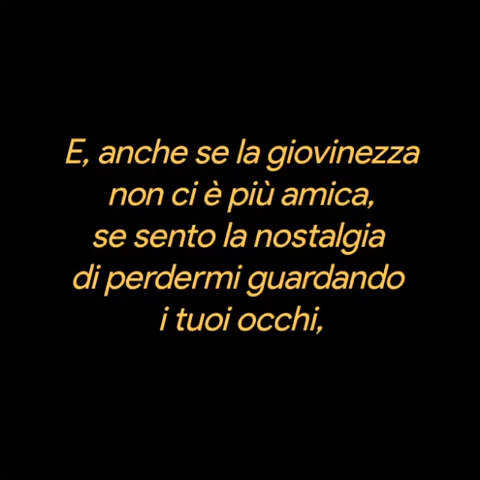 E, anche se la giovinezza
non ci è più amica,
se sento la nostalgia
di perdermi guardando
i tuoi occhi,